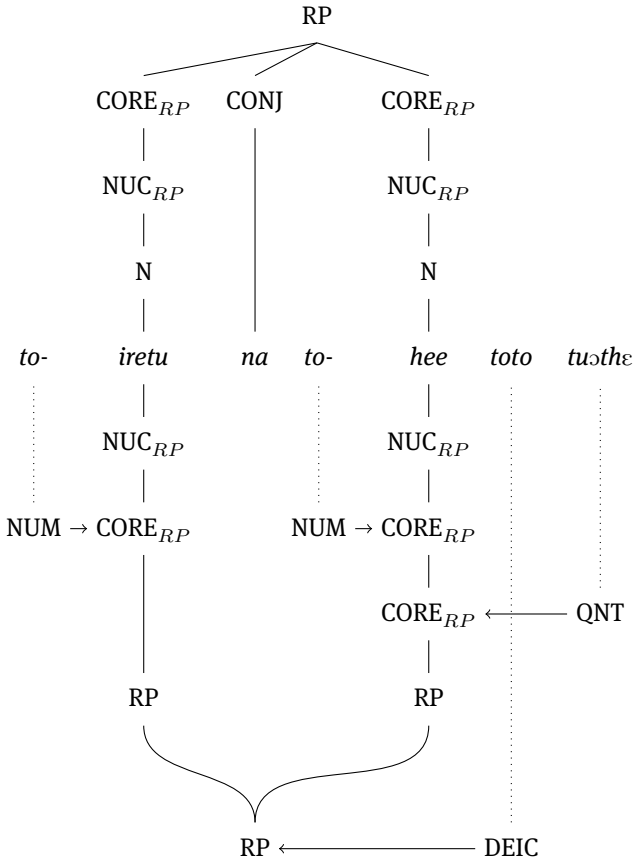 RP
CORE_RP CONJ CORE_RP
NUC_RP NUC_RP
N N
to- iretu na to- hee toto tuɔthɛ
NUC_RP NUC_RP
NUM → CORE_RP NUM → CORE_RP
CORE_RP ← QNT
RP RP
RP ← DEIC